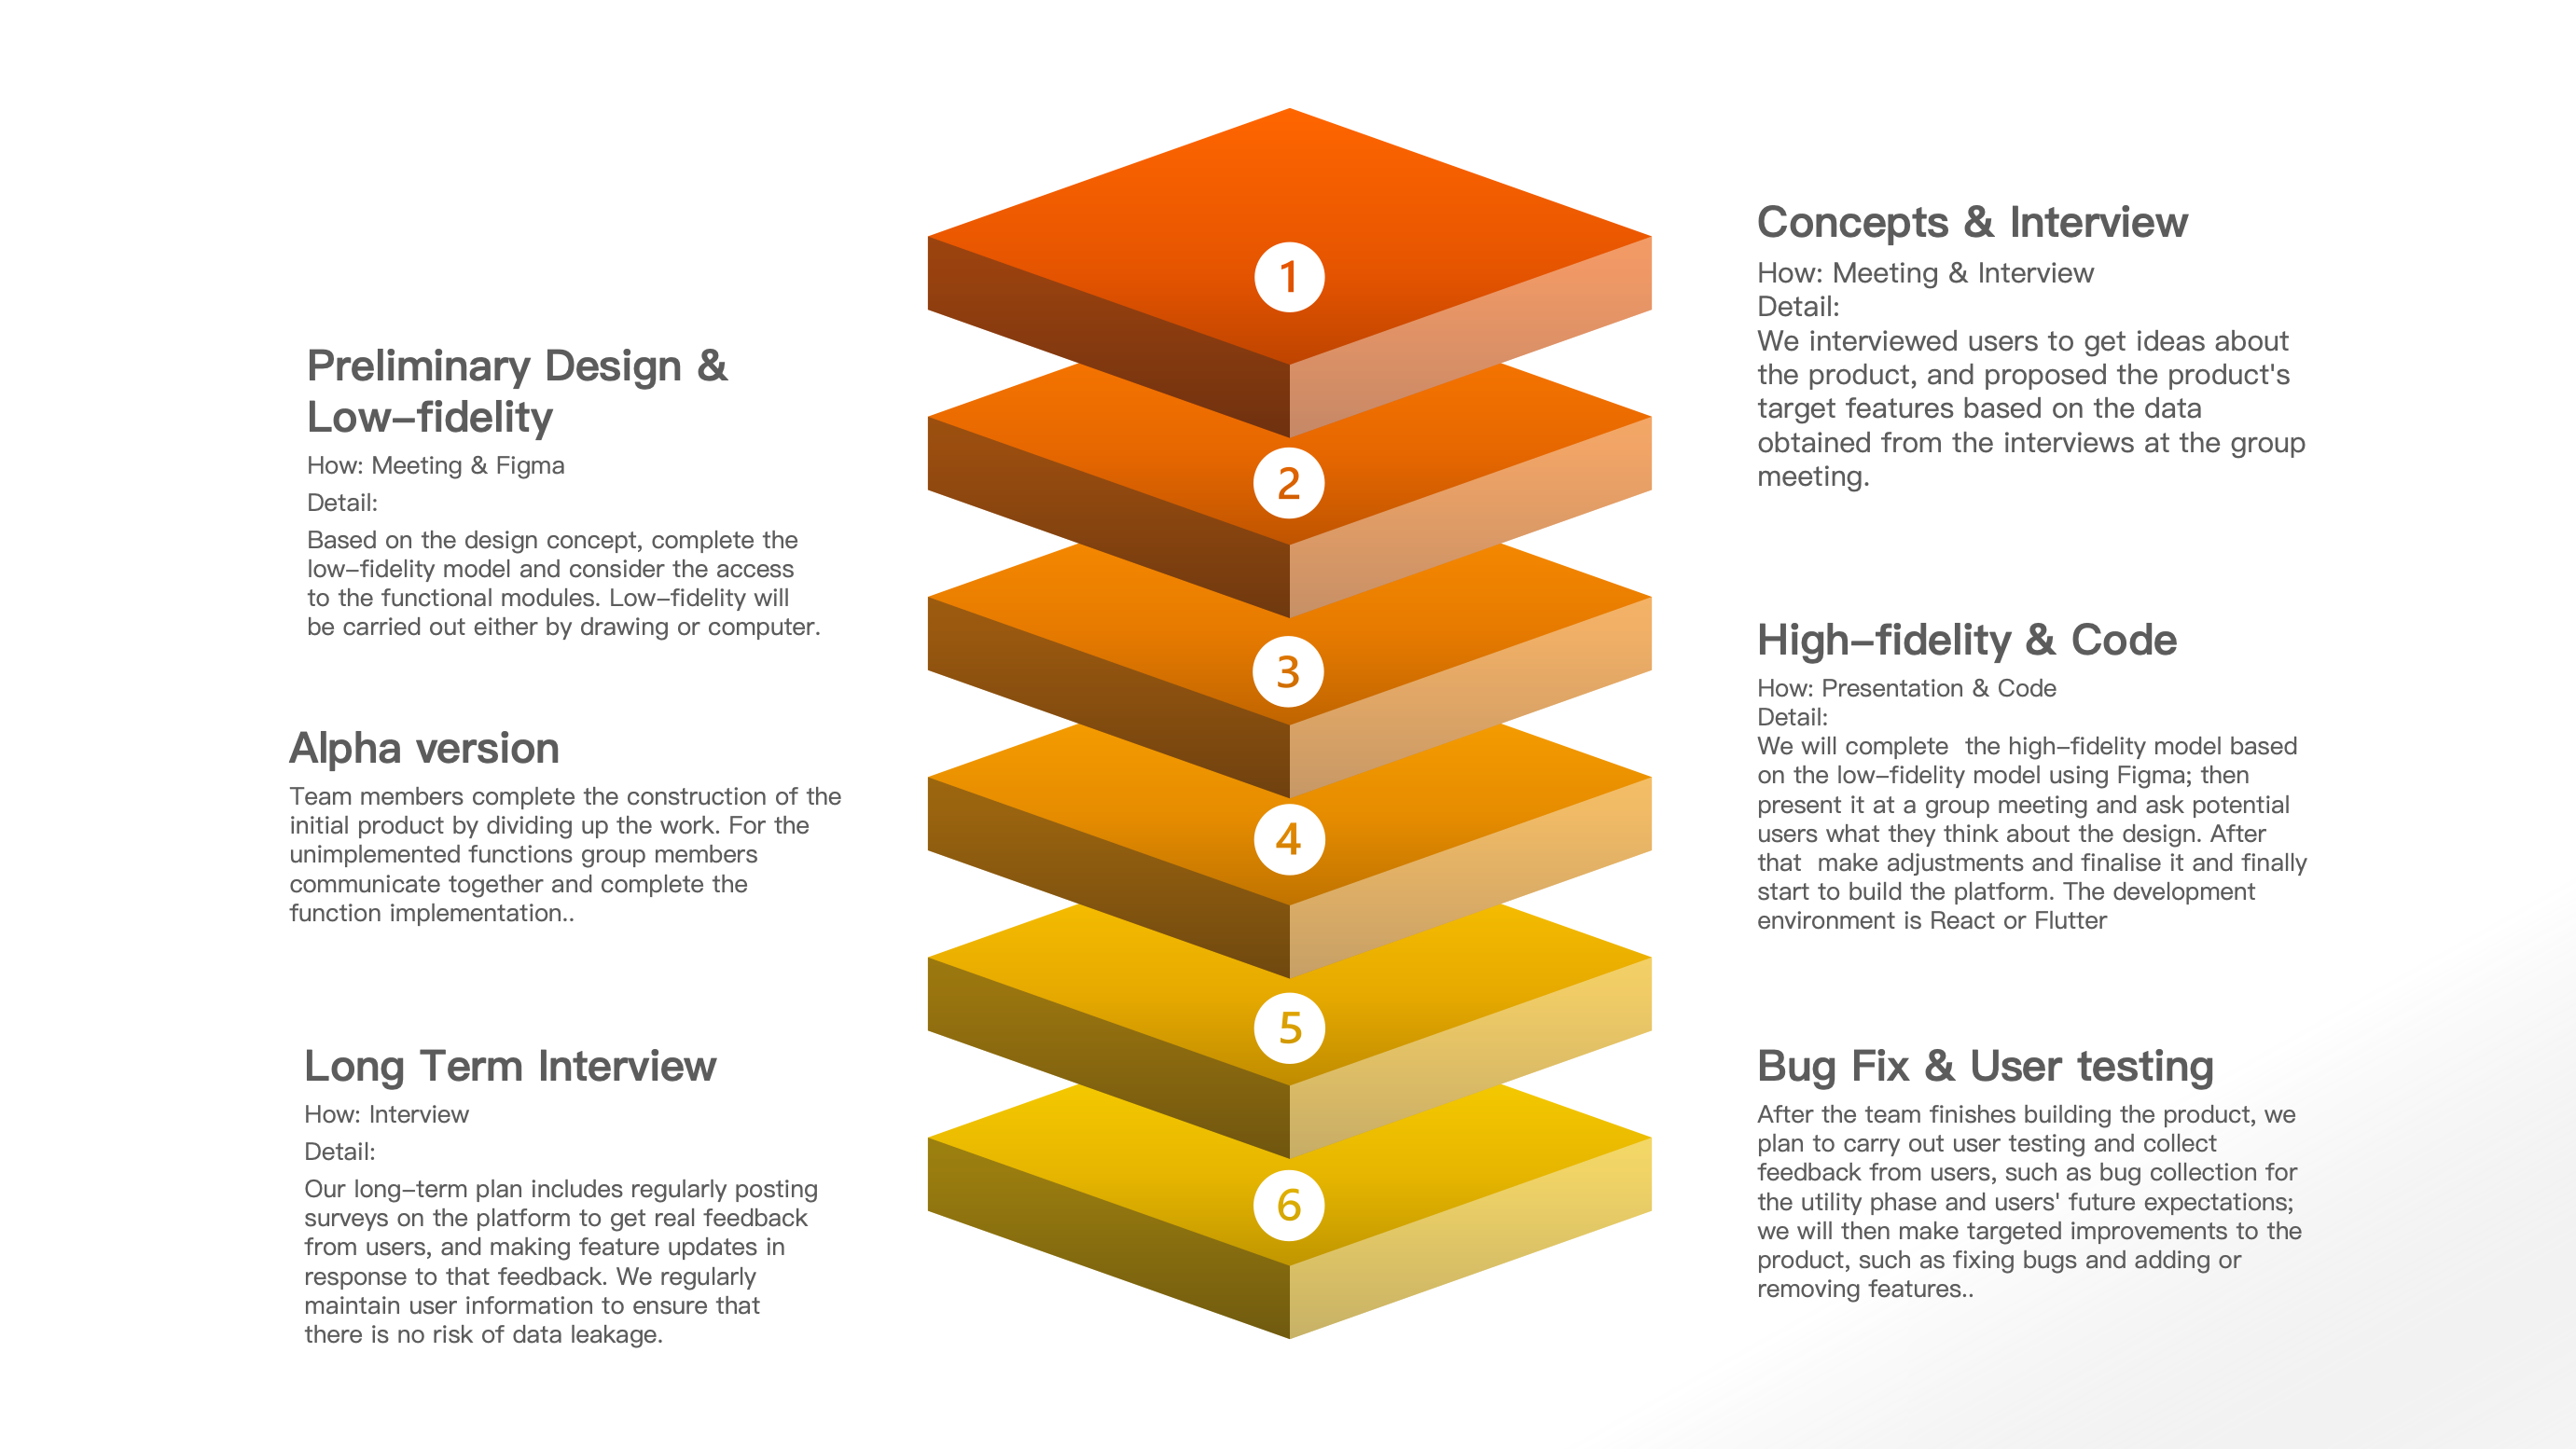 1
Concepts & Interview
How: Meeting & Interview
Detail:
We interviewed users to get ideas about
the product, and proposed the product's
target features based on the data
obtained from the interviews at the group
meeting.
2
Preliminary Design &
Low–fidelity
How: Meeting & Figma
Detail:
Based on the design concept, complete the
low–fidelity model and consider the access
to the functional modules. Low–fidelity will
be carried out either by drawing or computer.
3
High–fidelity & Code
How: Presentation & Code
Detail:
We will complete  the high–fidelity model based
on the low–fidelity model using Figma; then
present it at a group meeting and ask potential
users what they think about the design. After
that  make adjustments and finalise it and finally
start to build the platform. The development
environment is React or Flutter
4
Alpha version
Team members complete the construction of the
initial product by dividing up the work. For the
unimplemented functions group members
communicate together and complete the
function implementation..
5
Bug Fix & User testing
After the team finishes building the product, we
plan to carry out user testing and collect
feedback from users, such as bug collection for
the utility phase and users' future expectations;
we will then make targeted improvements to the
product, such as fixing bugs and adding or
removing features..
6
Long Term Interview
How: Interview
Detail:
Our long–term plan includes regularly posting
surveys on the platform to get real feedback
from users, and making feature updates in
response to that feedback. We regularly
maintain user information to ensure that
there is no risk of data leakage.